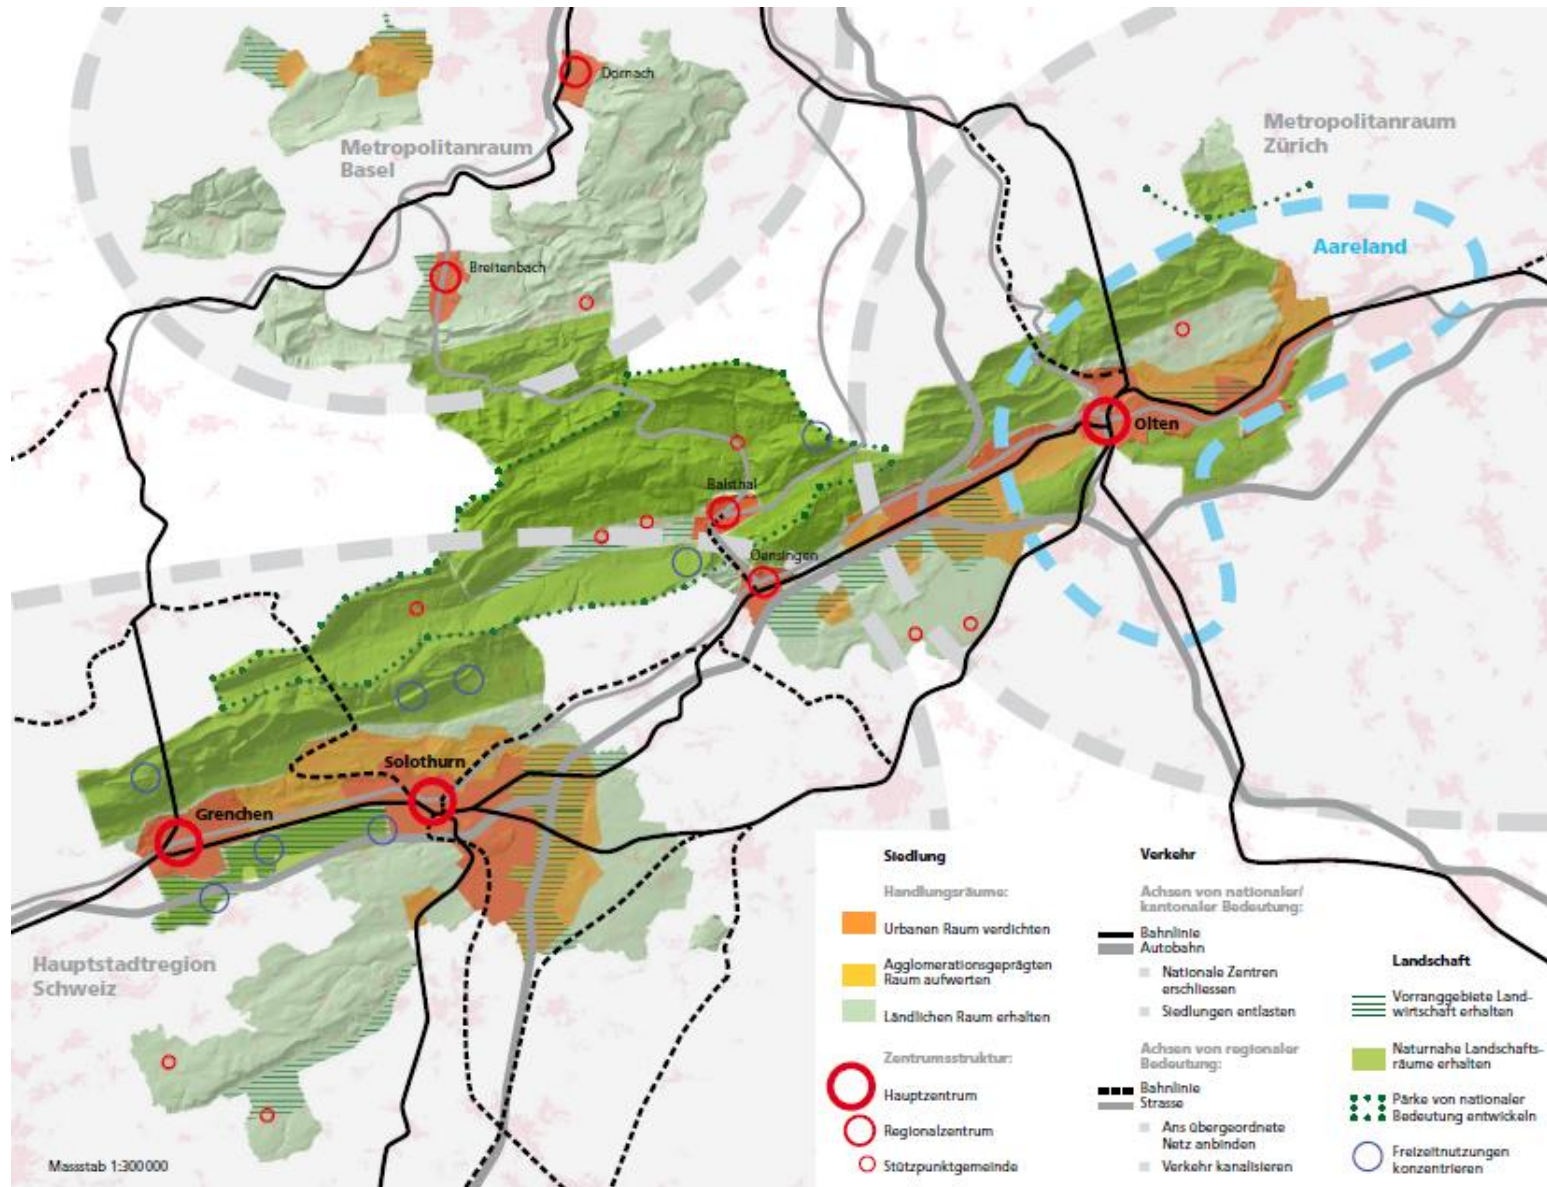 Dornach
Metropolitanraum
Basel
Metropolitanraum
Zürich
Aareland
Breitenbach
Olten
Balsthal
Oensingen
Solothurn
Grenchen
Hauptstadtregion
Schweiz
Massstab 1:300 000
Siedlung
Handlungsräume:
Urbanen Raum verdichten
Agglomerationsgeprägten
Raum aufwerten
Ländlichen Raum erhalten
Zentrumsstruktur:
Hauptzentrum
Regionalzentrum
Stützpunktgemeinde
Verkehr
Achsen von nationaler/
kantonaler Bedeutung:
Bahnlinie
Autobahn
Nationale Zentren
erschliessen
Siedlungen entlasten
Achsen von regionaler
Bedeutung:
Bahnlinie
Strasse
Ans übergeordnete
Netz anbinden
Verkehr kanalisieren
Landschaft
Vorranggebiete Land-
wirtschaft erhalten
Naturnahe Landschafts-
räume erhalten
Pärke von nationaler
Bedeutung entwickeln
Freizeitnutzungen
konzentrieren